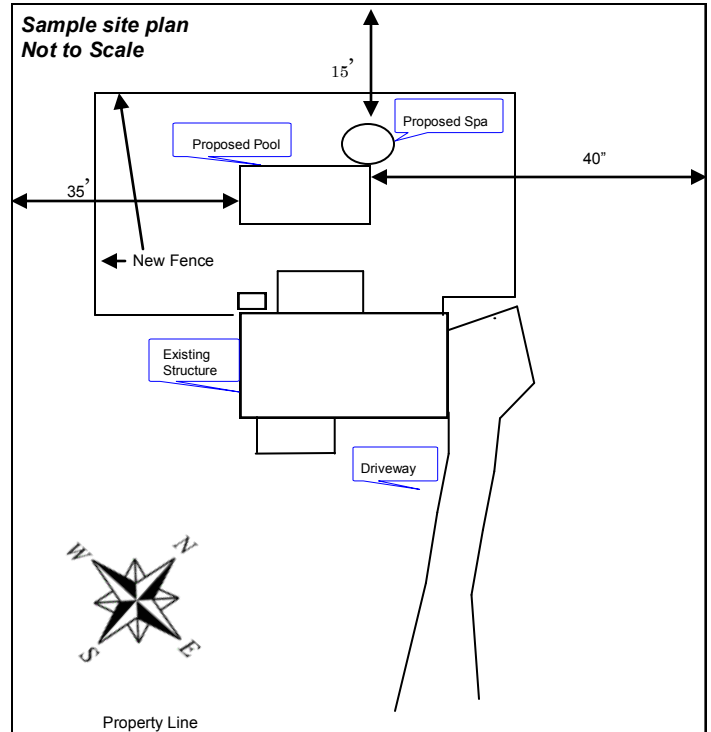 Sample site plan
Not to Scale
15’
Proposed Spa
Proposed Pool
40”
35’
New Fence
Existing
Structure
Driveway
W
N
S
E
Property Line